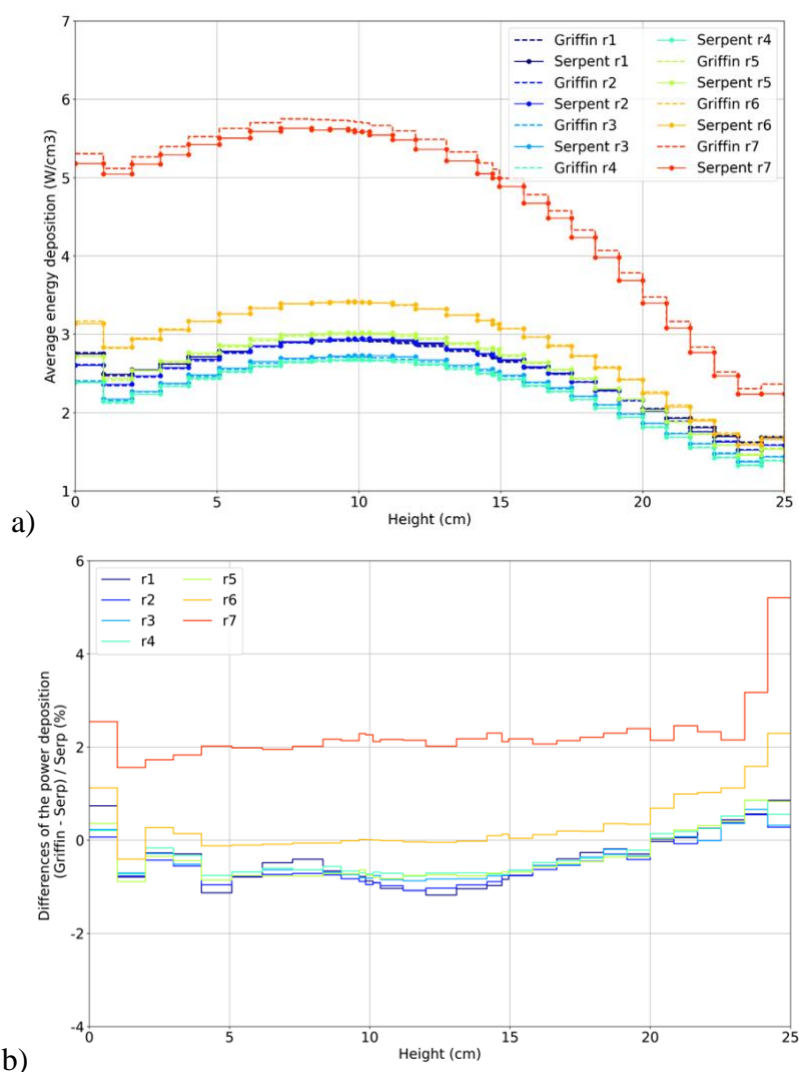 7
6
5
4
3
2
1
Average energy deposition (W/cm3)
Griffin r1
Serpent r1
Griffin r2
Serpent r2
Griffin r3
Serpent r3
Griffin r4
Serpent r4
Griffin r5
Serpent r5
Griffin r6
Serpent r6
Griffin r7
Serpent r7
0 5 10 15 20 25
Height (cm)
a)
6
4
2
0
-2
-4
Differences of the power deposition
(Griffin - Serp) / Serp (%)
r1
r2
r3
r4
r5
r6
r7
0 5 10 15 20 25
Height (cm)
b)